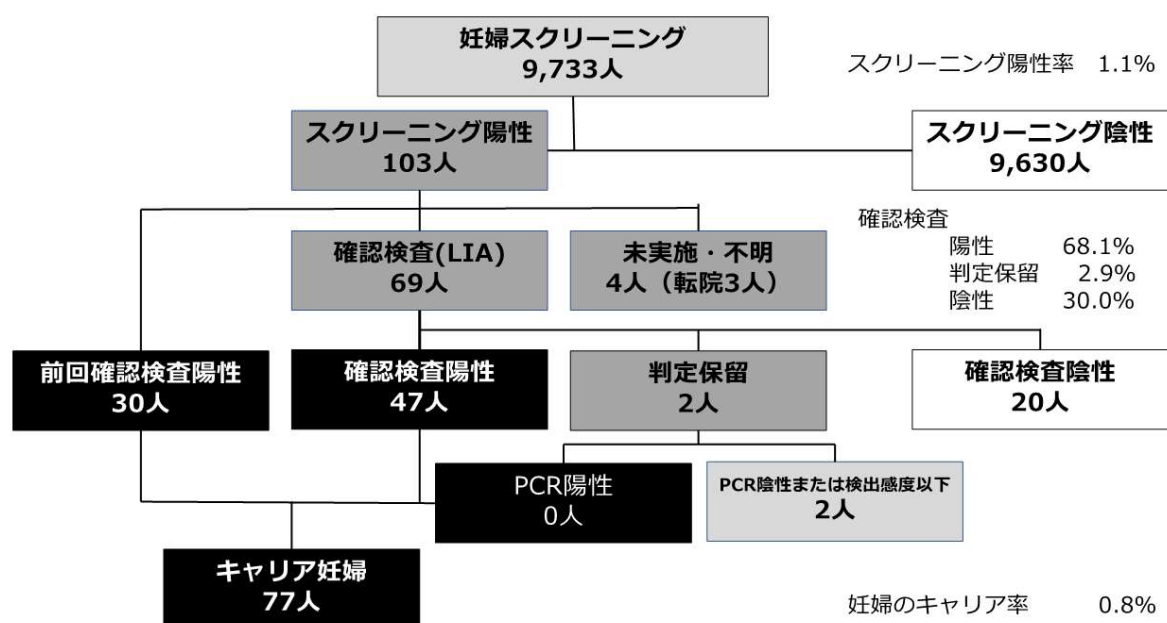 妊婦スクリーニング
9,733人
スクリーニング陽性率 1.1%
スクリーニング陽性
103人
スクリーニング陰性
9,630人
確認検査
陽性 68.1%
判定保留 2.9%
陰性 30.0%
確認検査(LIA)
69人
未実施・不明
4人（転院3人）
前回確認検査陽性
30人
確認検査陽性
47人
判定保留
2人
確認検査陰性
20人
PCR陽性
0人
PCR陰性または検出感度以下
2人
キャリア妊婦
77人
妊婦のキャリア率 0.8%